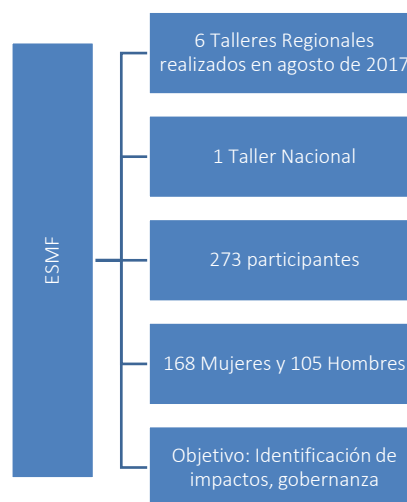 ESMF
6 Talleres Regionales
realizados en agosto de 2017
1 Taller Nacional
273 participantes
168 Mujeres y 105 Hombres
Objetivo: Identificación de
impactos, gobernanza